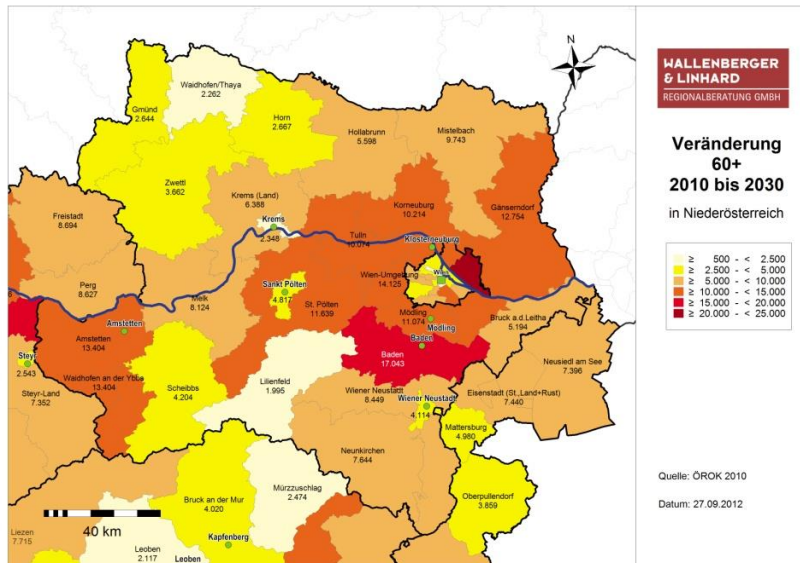 N
Waidhofen/Thaya
2.262
Gmünd
2.644
Horn
2.667
Hollabrunn
5.598
Mistelbach
9.743
Zwettl
3.662
Krems (Land)
6.388
Korneuburg
10.214
Gänserndorf
12.754
Freistadt
8.694
Krems
2.348
Tulln
10.074
Klosterneuburg
Wien
Wien-Umgebung
14.125
Perg
8.627
Melk
8.124
Sankt Pölten
4.817
St. Pölten
11.639
Mödling
11.074
Mödling
Bruck a.d.Leitha
5.194
Amstetten
Amstetten
13.404
Baden
Baden
17.043
Neusiedl am See
7.396
Steyr
2.543
Waidhofen an der Ybbs
13.404
Scheibbs
4.204
Lilienfeld
1.995
Wiener Neustadt
8.449
Wiener Neustadt
4.114
Eisenstadt (St.,Land+Rust)
7.440
Steyr-Land
7.352
Mattersburg
4.980
Neunkirchen
7.644
Mürzzuschlag
2.474
Bruck an der Mur
4.020
Oberpullendorf
3.859
40 km
Liezen
7.715
Kapfenberg
Leoben
2.117
Leoben
WALLENBERGER
& LINHARD
REGIONALBERATUNG GMBH
Veränderung
60+
2010 bis 2030
in Niederösterreich
≥ 500 - < 2.500
≥ 2.500 - < 5.000
≥ 5.000 - < 10.000
≥ 10.000 - < 15.000
≥ 15.000 - < 20.000
≥ 20.000 - < 25.000
Quelle: ÖROK 2010
Datum: 27.09.2012